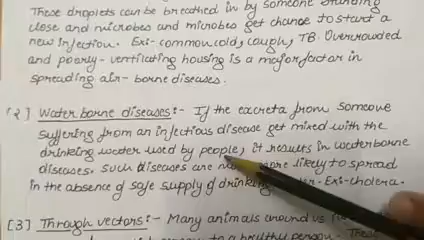 These droplets can be breathed in by someone standing
close and microbes and microbes get chance to start a
new infection. Ex:- common cold, cough, TB. Overcrowded
and poorly-ventilating housing is a major factor in
spreading air-borne diseases.
[2] Water borne diseases:- If the excreta from someone
suffering from an infectious disease get mixed with the
drinking water used by people, it results in waterborne
diseases. Such diseases are more likely to spread
in the absence of safe supply of drinking Ex:-cholera.
[3] Through vectors:- Many animals around us
to a healthy person. These